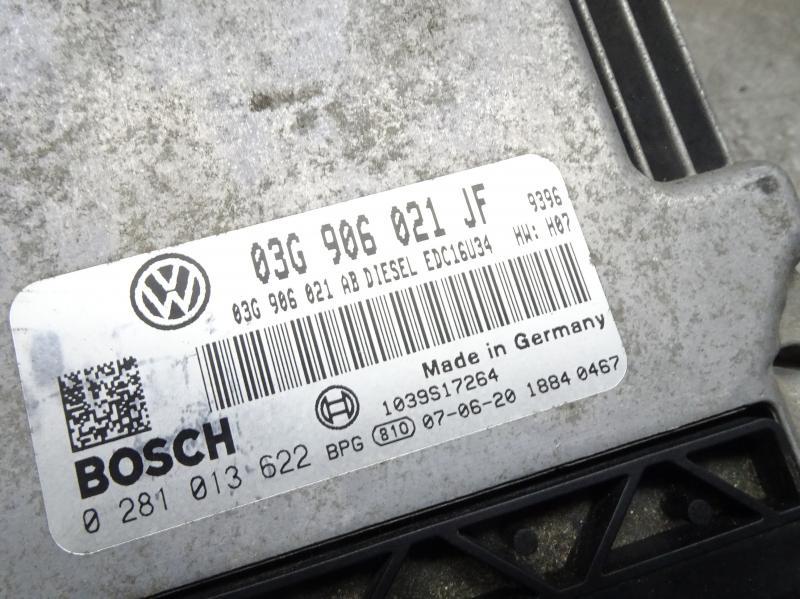 03G 906 021 JF 9396
03G 906 021 AB DIESEL EDC16U34 HW: H07
Made in Germany
1039S17264
BOSCH
0 281 013 622 BPG 810 07-06-20 1884 0467